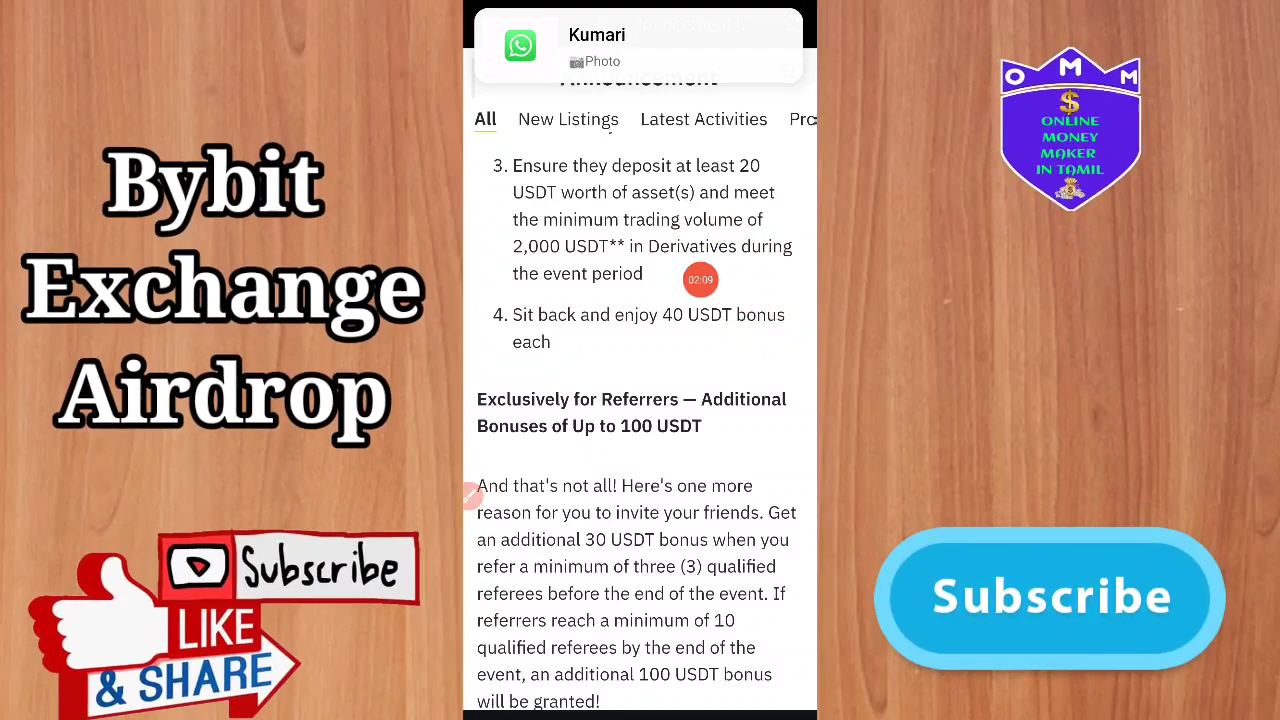 Bybit
Exchange
Airdrop
Subscribe
LIKE
& SHARE
Kumari
Photo
Announcement
All New Listings Latest Activities Pro
3. Ensure they deposit at least 20
USDT worth of asset(s) and meet
the minimum trading volume of
2,000 USDT** in Derivatives during
the event period
02:09
4. Sit back and enjoy 40 USDT bonus
each
Exclusively for Referrers — Additional
Bonuses of Up to 100 USDT
And that's not all! Here's one more
reason for you to invite your friends. Get
an additional 30 USDT bonus when you
refer a minimum of three (3) qualified
referees before the end of the event. If
referrers reach a minimum of 10
qualified referees by the end of the
event, an additional 100 USDT bonus
will be granted!
O M M
$
ONLINE
MONEY
MAKER
IN TAMIL
Subscribe